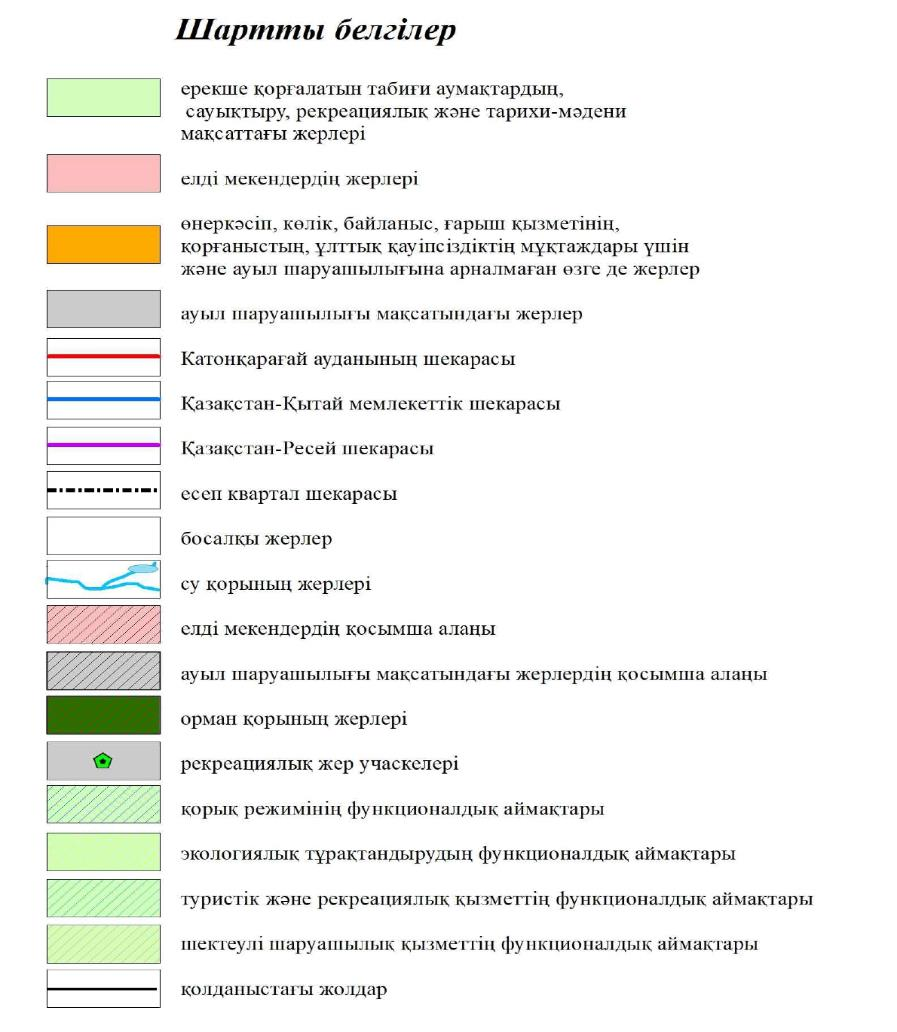 Шартты белгілер
ерекше қорғалатын табиғи аумақтардың,
сауықтыру, рекреациялық және тарихи-мәдени
мақсаттағы жерлері
елді мекендердің жерлері
өнеркәсіп, көлік, байланыс, ғарыш қызметінің,
қорғаныстың, ұлттық қауіпсіздіктің мұқтаждары үшін
және ауыл шаруашылығына арналмаған өзге де жерлер
ауыл шаруашылығы мақсатындағы жерлер
Катонқарағай ауданының шекарасы
Қазақстан-Қытай мемлекеттік шекарасы
Қазақстан-Ресей шекарасы
есеп квартал шекарасы
босалқы жерлер
су қорының жерлері
елді мекендердің қосымша алаңы
ауыл шаруашылығы мақсатындағы жерлердің қосымша алаңы
орман қорының жерлері
рекреациялық жер учаскелері
қорық режимінің функционалдық аймақтары
экологиялық тұрақтандырудың функционалдық аймақтары
туристік және рекреациялық қызметтің функционалдық аймақтары
шектеулі шаруашылық қызметтің функционалдық аймақтары
қолданыстағы жолдар